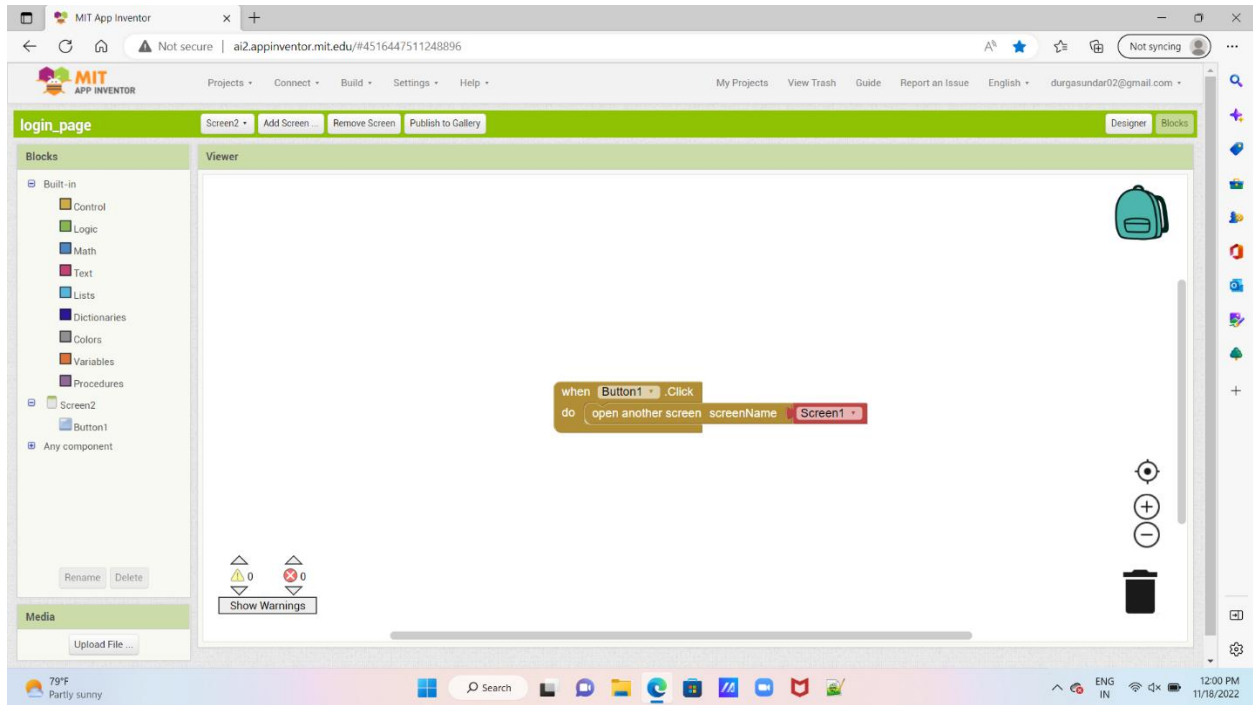 MIT App Inventor
Not secure | ai2.appinventor.mit.edu/#4516447511248896
Not syncing
MIT
APP INVENTOR
Projects Connect Build Settings Help My Projects View Trash Guide Report an Issue English durgasundar02@gmail.com
login_page Screen2 Add Screen ... Remove Screen Publish to Gallery Designer Blocks
Blocks Viewer
Built-in
Control
Logic
Math
Text
Lists
Dictionaries
Colors
Variables
Procedures
Screen2
Button1
Any component
when Button1 .Click
do open another screen screenName Screen1
Rename Delete
0 0
Show Warnings
Media
Upload File ...
79°F
Partly sunny
Search
ENG
IN
12:00 PM
11/18/2022